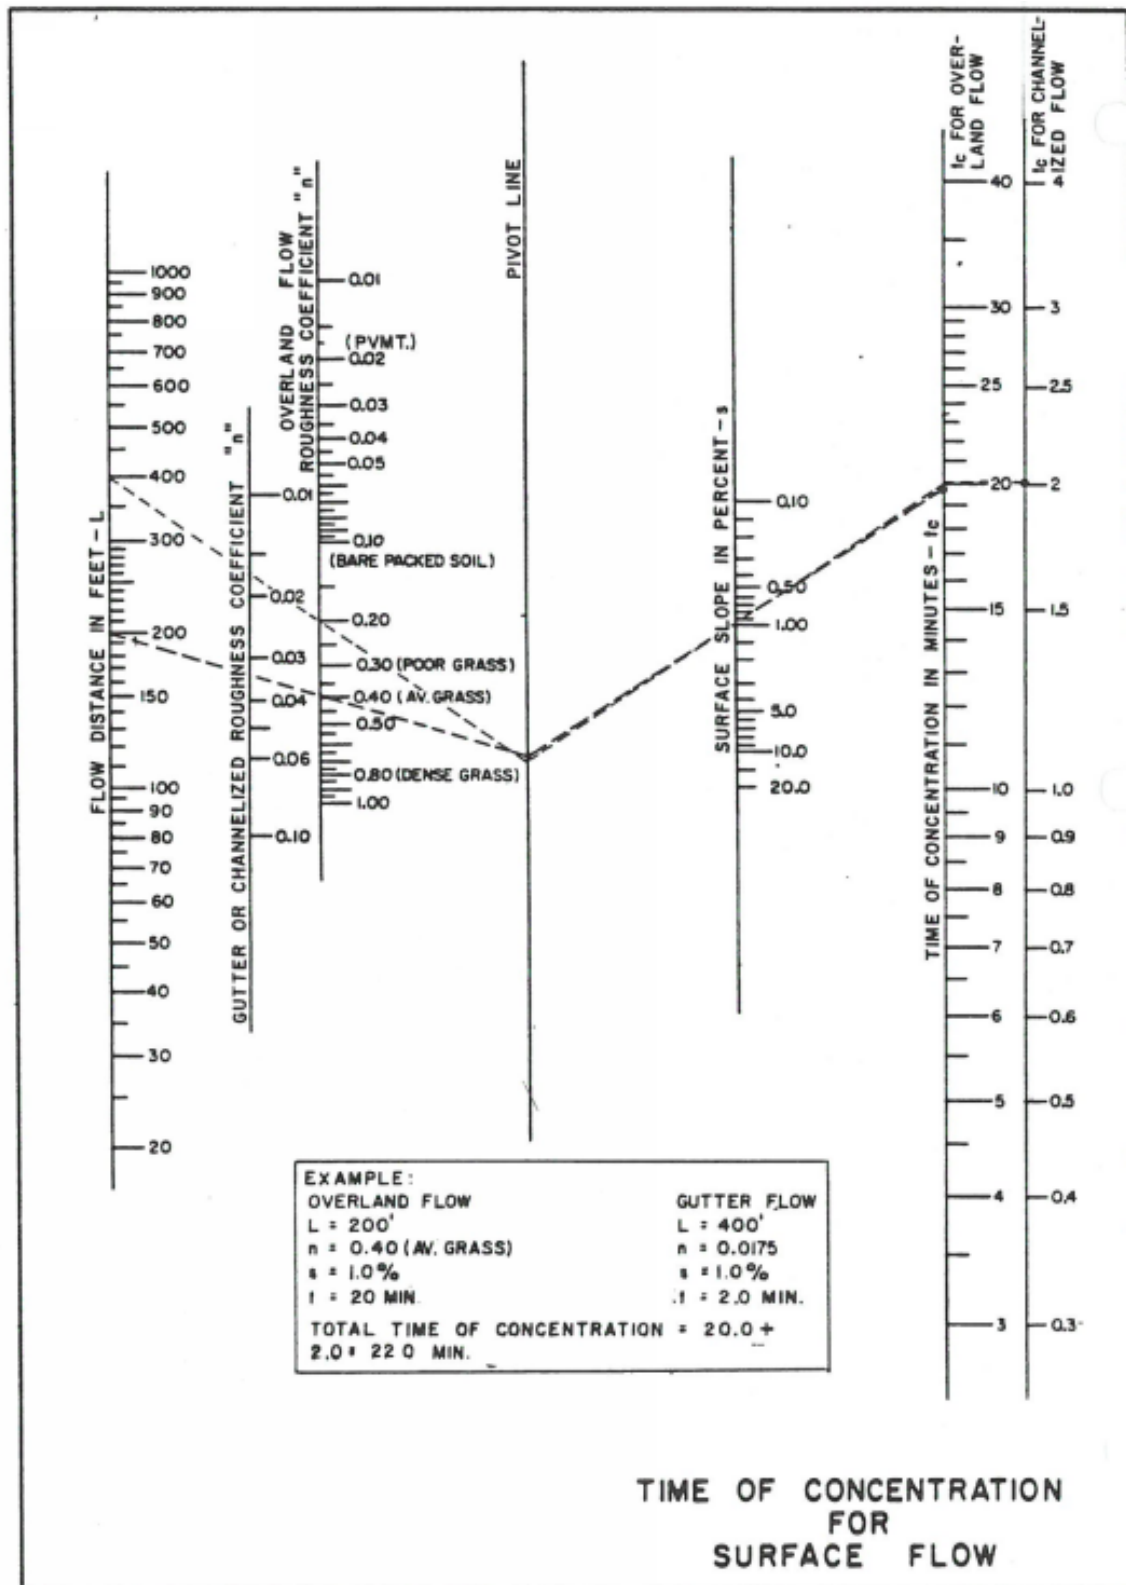 tc FOR OVER-
LAND FLOW
tc FOR CHANNEL-
IZED FLOW
FLOW DISTANCE IN FEET-L
1000
900
800
700
600
500
400
300
200
150
100
90
80
70
60
50
40
30
20
GUTTER OR CHANNELIZED ROUGHNESS COEFFICIENT "n"
0.01
0.02
0.03
0.04
0.06
0.10
OVERLAND FLOW
ROUGHNESS COEFFICIENT "n"
0.01
(PVMT.)
0.02
0.03
0.04
0.05
0.10
(BARE PACKED SOIL)
0.20
0.30 (POOR GRASS)
0.40 (AV. GRASS)
0.50
0.80 (DENSE GRASS)
1.00
PIVOT LINE
SURFACE SLOPE IN PERCENT-s
0.10
0.50
1.00
5.0
10.0
20.0
TIME OF CONCENTRATION IN MINUTES-tc
40
30
25
20
15
10
9
8
7
6
5
4
3
4
3
2.5
2
1.5
1.0
0.9
0.8
0.7
0.6
0.5
0.4
0.3
EXAMPLE:
OVERLAND FLOW
L = 200'
n = 0.40 (AV. GRASS)
s = 1.0%
t = 20 MIN.
GUTTER FLOW
L = 400'
n = 0.0175
s = 1.0%
t = 2.0 MIN.
TOTAL TIME OF CONCENTRATION = 20.0 +
2.0 = 22 0 MIN.
TIME OF CONCENTRATION
FOR
SURFACE FLOW